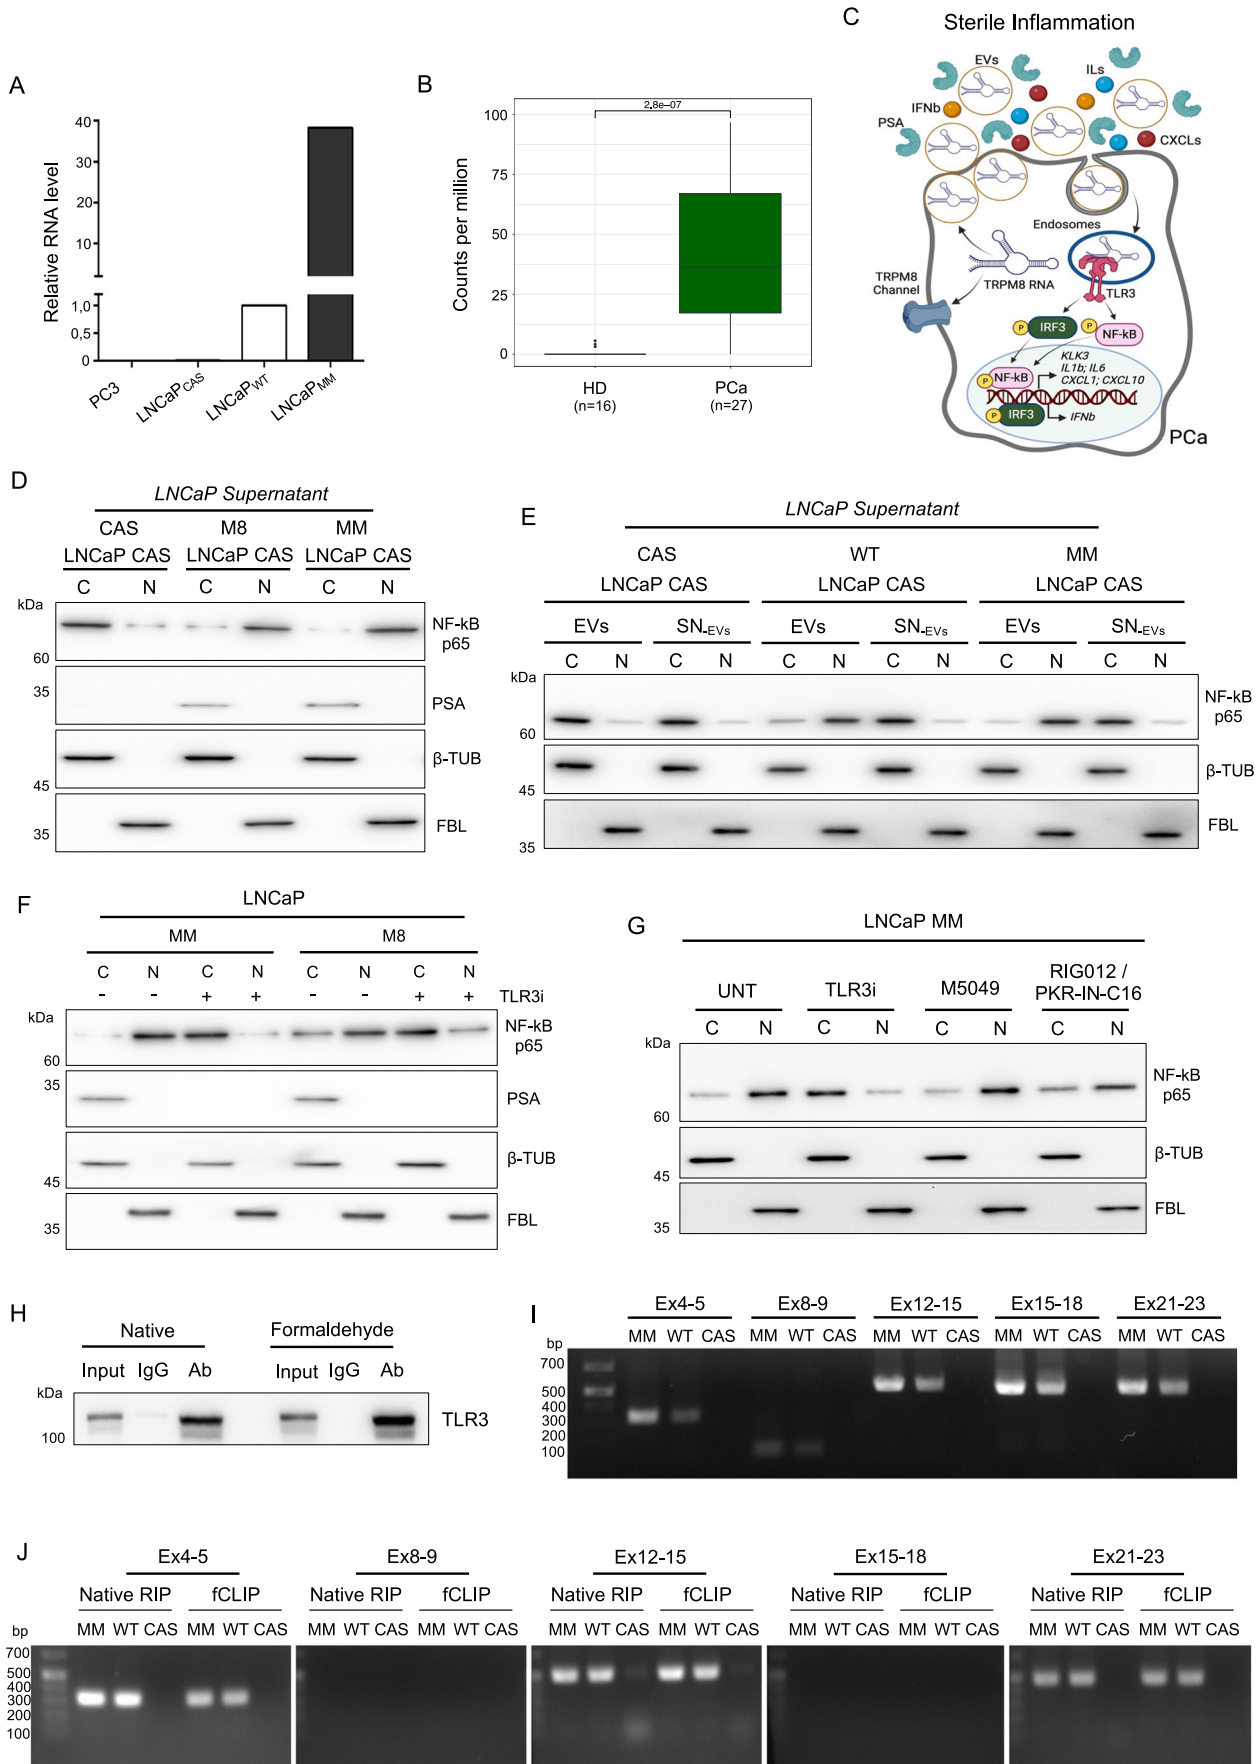 A
Relative RNA level
40
30
20
10
1,0
0,5
0
PC3
LNCaPCAS
LNCaPWT
LNCaPMM
B
2.8e−07
Counts per million
100
75
50
25
0
HD
(n=16)
PCa
(n=27)
C
Sterile Inflammation
EVs
ILs
IFNb
PSA
CXCLs
Endosomes
TRPM8
Channel
TRPM8 RNA
TLR3
P
IRF3
P
NF-kB
KLK3
IL1b; IL6
CXCL1; CXCL10
P
NF-kB
P
IRF3
IFNb
PCa
D
LNCaP Supernatant
CAS M8 MM
LNCaP CAS LNCaP CAS LNCaP CAS
C N C N C N
kDa
NF-kB
p65
60
35
PSA
β-TUB
45
FBL
35
E
LNCaP Supernatant
CAS WT MM
LNCaP CAS LNCaP CAS LNCaP CAS
EVs SN-EVs EVs SN-EVs EVs SN-EVs
C N C N C N C N C N C N
kDa
NF-kB
p65
60
β-TUB
45
FBL
35
F
LNCaP
MM M8
C N C N C N C N
- - + + - - + + TLR3i
kDa
NF-kB
p65
60
35
PSA
β-TUB
45
FBL
35
G
LNCaP MM
UNT TLR3i M5049 RIG012 /
PKR-IN-C16
C N C N C N C N
kDa
NF-kB
p65
60
β-TUB
45
FBL
35
H
Native Formaldehyde
Input IgG Ab Input IgG Ab
kDa
TLR3
100
I
Ex4-5 Ex8-9 Ex12-15 Ex15-18 Ex21-23
MM WT CAS MM WT CAS MM WT CAS MM WT CAS MM WT CAS
bp
700
500
400
300
200
100
J
Ex4-5 Ex8-9 Ex12-15 Ex15-18 Ex21-23
Native RIP fCLIP Native RIP fCLIP Native RIP fCLIP Native RIP fCLIP Native RIP fCLIP
MM WT CAS MM WT CAS MM WT CAS MM WT CAS MM WT CAS MM WT CAS MM WT CAS MM WT CAS MM WT CAS MM WT CAS
bp
700
500
400
300
200
100